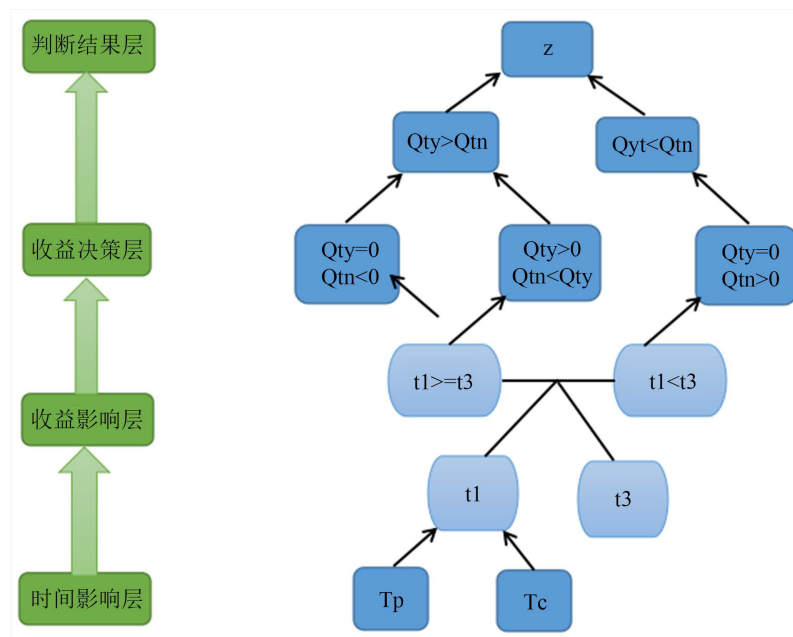 判断结果层
z
Qty>Qtn
Qyt<Qtn
收益决策层
Qty=0
Qtn<0
Qty>0
Qtn<Qty
Qty=0
Qtn>0
收益影响层
t1>=t3
t1<t3
t1
t3
时间影响层
Tp
Tc